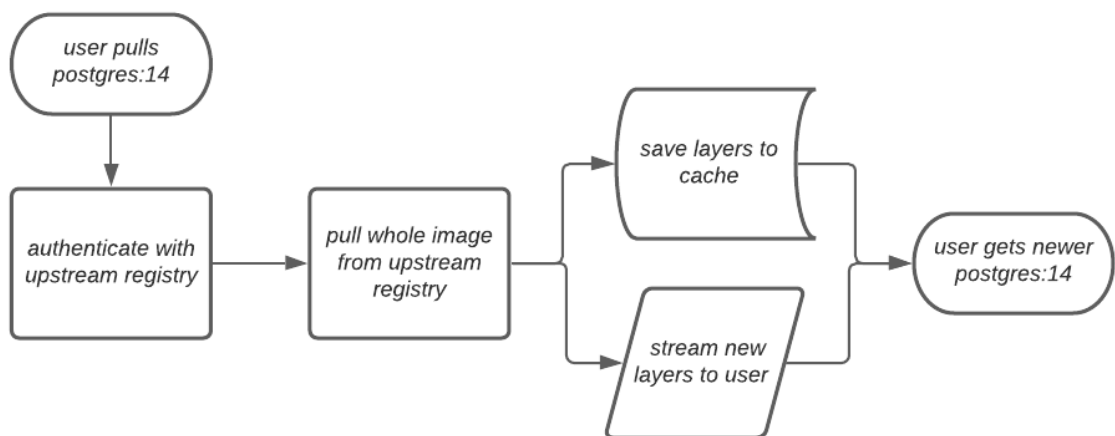 user pulls
postgres:14
authenticate with
upstream registry
pull whole image
from upstream
registry
save layers to
cache
stream new
layers to user
user gets newer
postgres:14